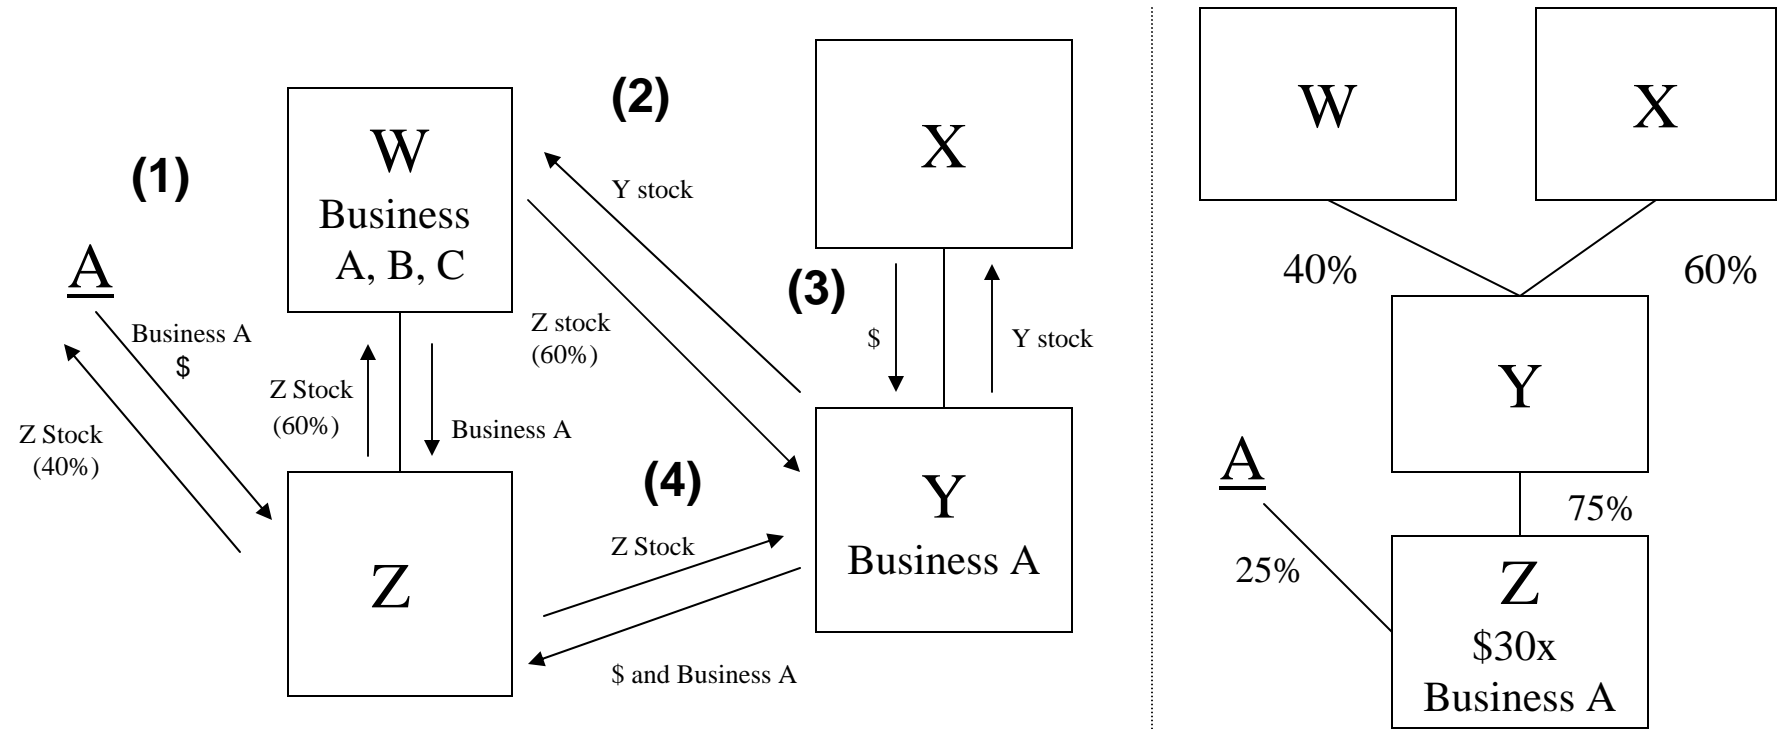 (1)
A
Business A
$
Z Stock
(40%)
W
Business
A, B, C
Z Stock
(60%)
Business A
Z
(2)
Y stock
Z stock
(60%)
X
(3)
$
Y stock
(4)
Z Stock
$ and Business A
Y
Business A
W
X
40%
60%
Y
A
75%
25%
Z
$30x
Business A